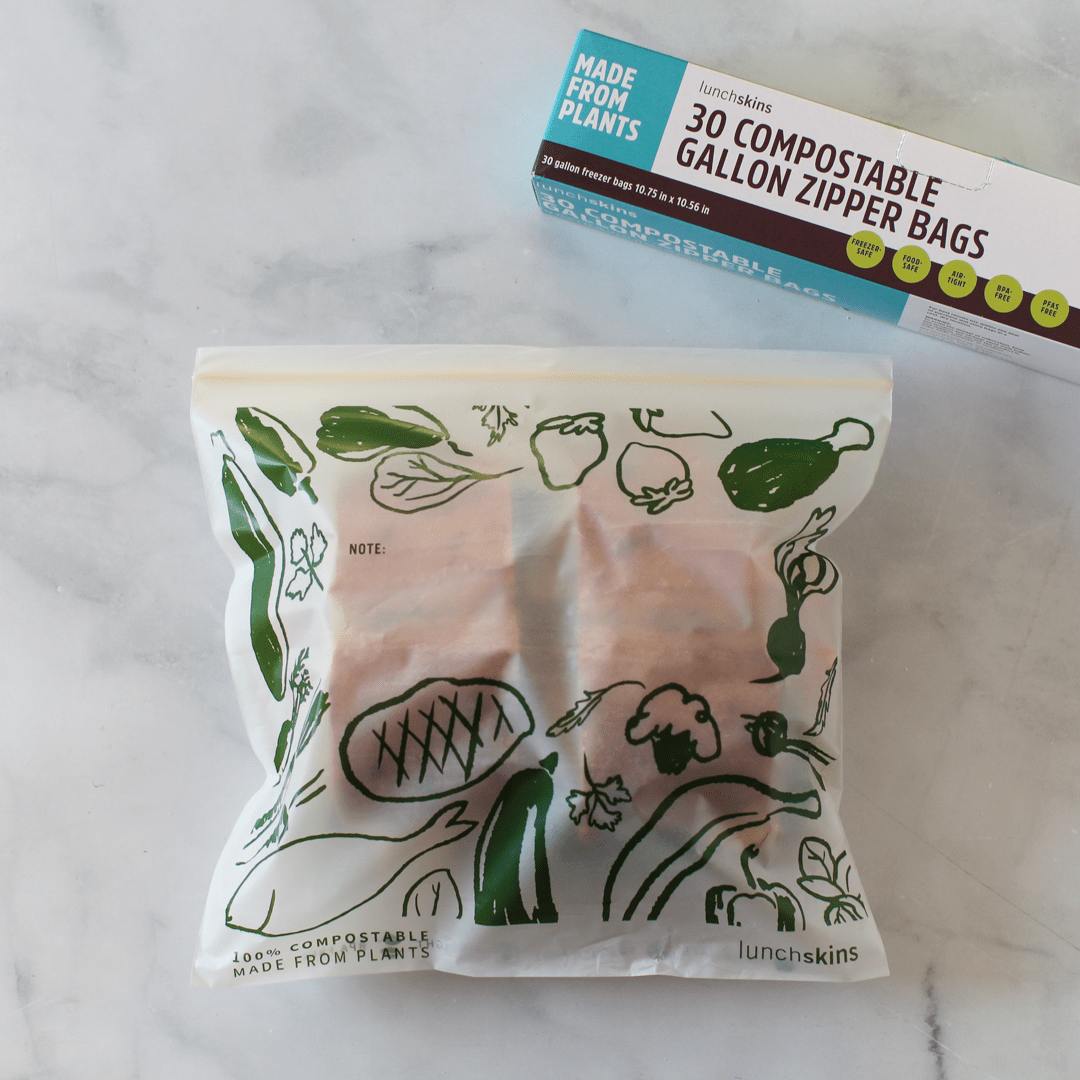 MADE
FROM
PLANTS
lunchskins
30 COMPOSTABLE
GALLON ZIPPER BAGS
30 gallon freezer bags 10.75 in x 10.56 in
FREEZER-
SAFE
FOOD-
SAFE
AIR-
TIGHT
BPA-
FREE
PFAS
FREE
lunchskins
30 COMPOSTABLE
GALLON ZIPPER BAGS
NOTE:
100% COMPOSTABLE
MADE FROM PLANTS
lunchskins